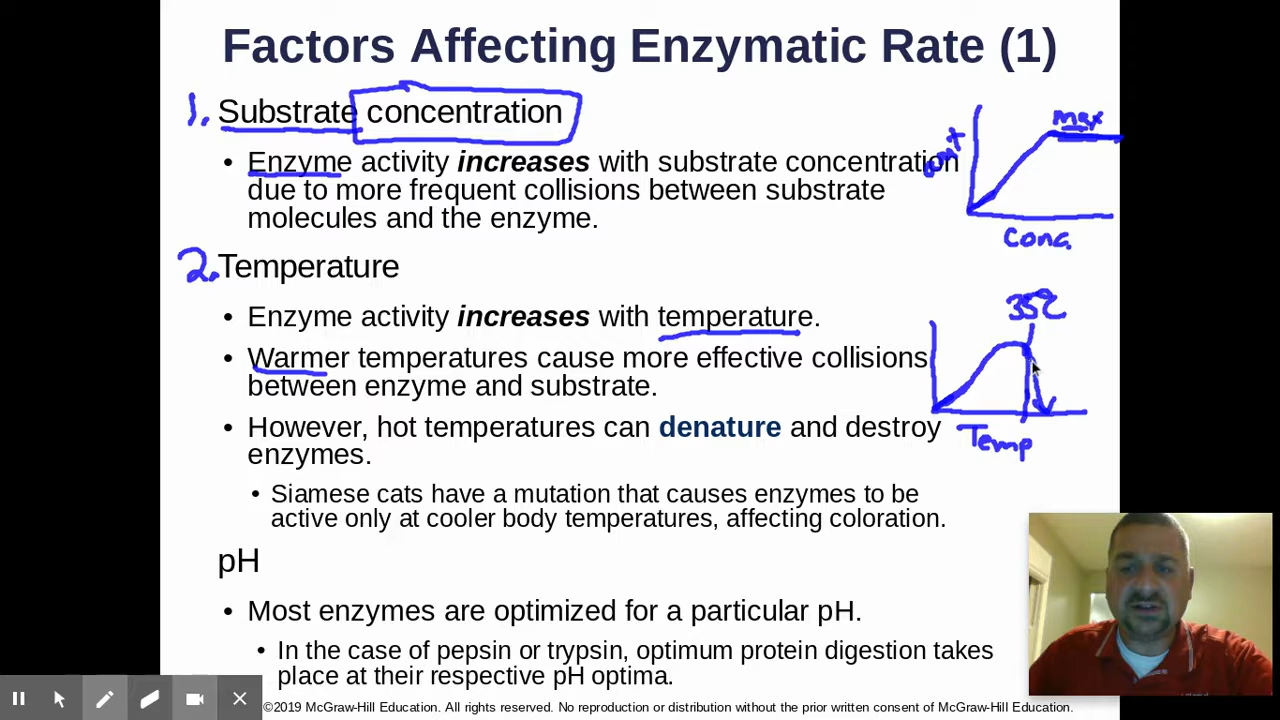 Factors Affecting Enzymatic Rate (1)
1. Substrate concentration
• Enzyme activity increases with substrate concentration
due to more frequent collisions between substrate
molecules and the enzyme.
max
Conc.
2. Temperature
• Enzyme activity increases with temperature.
• Warmer temperatures cause more effective collisions
between enzyme and substrate.
• However, hot temperatures can denature and destroy
enzymes.
• Siamese cats have a mutation that causes enzymes to be
active only at cooler body temperatures, affecting coloration.
35°C
Temp
pH
• Most enzymes are optimized for a particular pH.
• In the case of pepsin or trypsin, optimum protein digestion takes
place at their respective pH optima.
©2019 McGraw-Hill Education. All rights reserved. No reproduction or distribution without the prior written consent of McGraw-Hill Education.